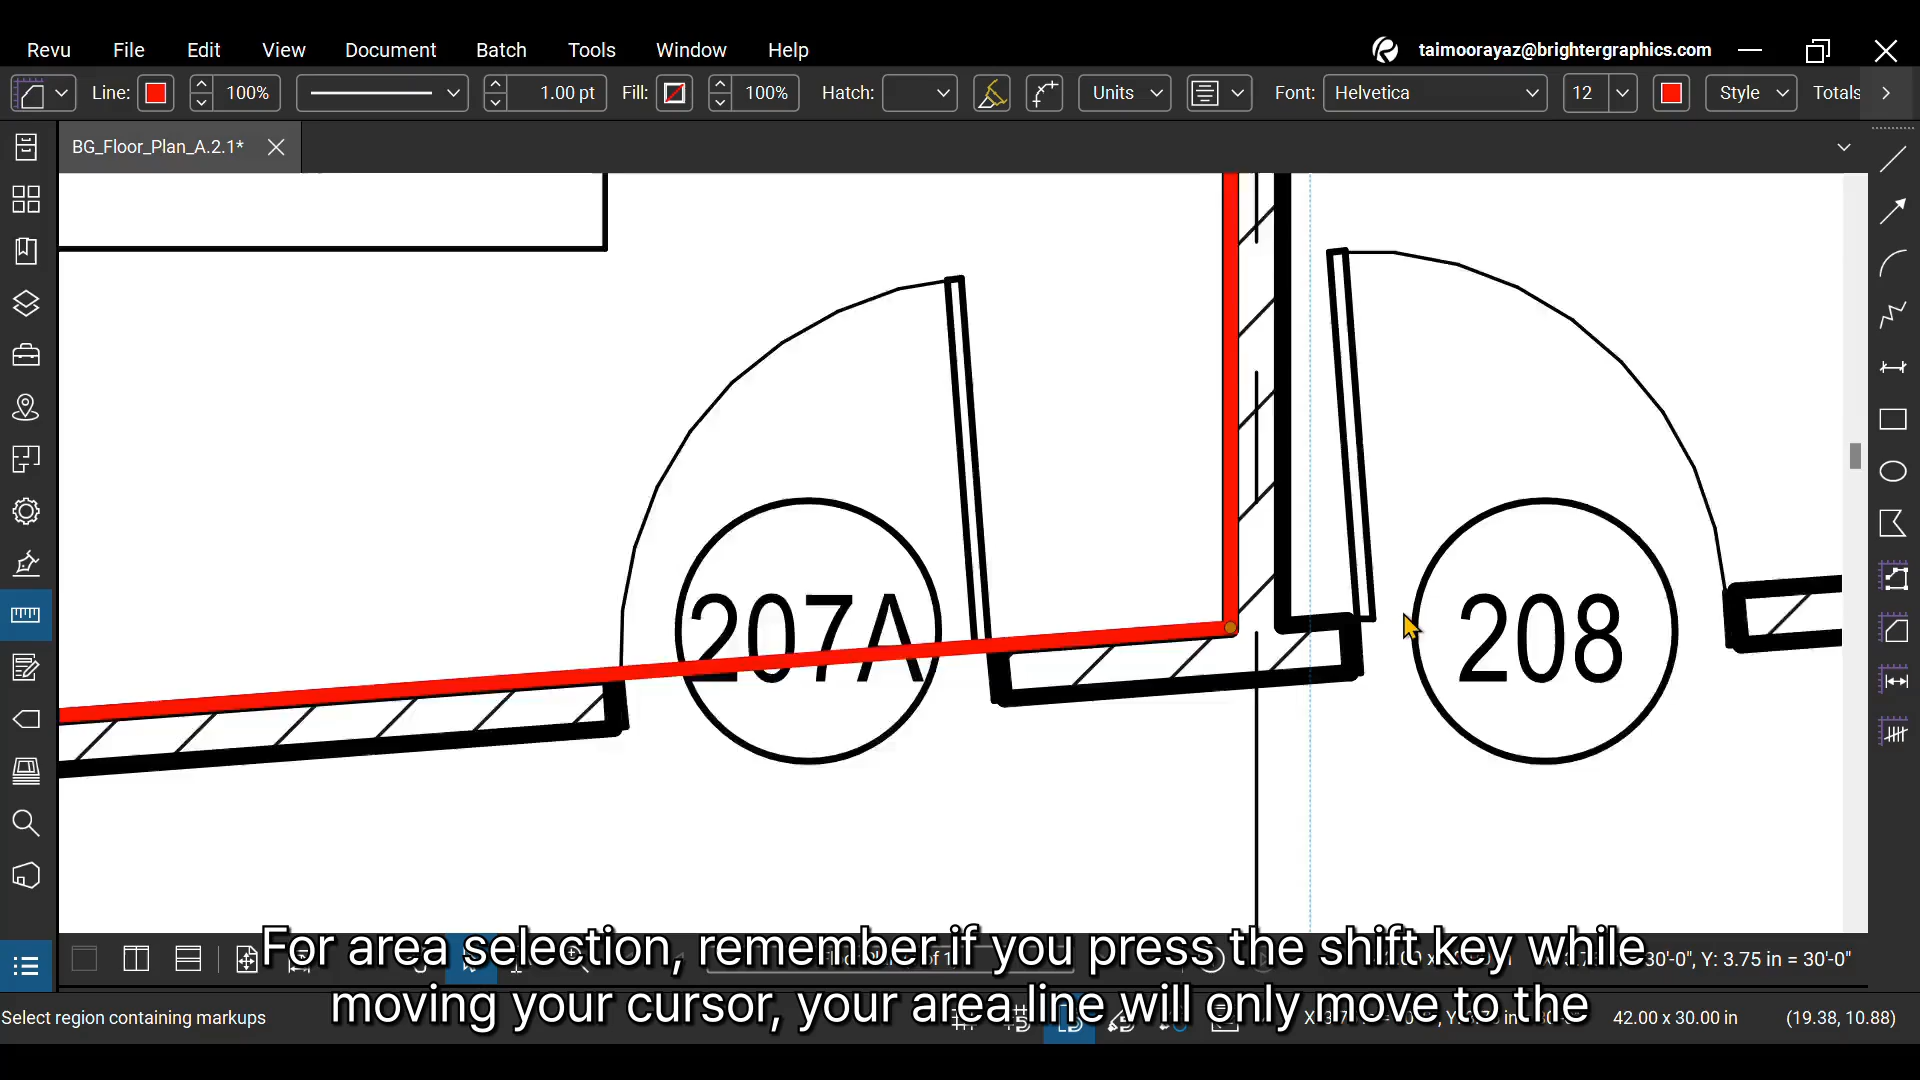 Revu File Edit View Document Batch Tools Window Help taimoorayaz@brightergraphics.com
Line: 100% 1.00 pt Fill: 100% Hatch: Units Font: Helvetica 12 Style Totals
BG_Floor_Plan_A.2.1*
207A
208
For area selection, remember if you press the shift key while
30'-0", Y: 3.75 in = 30'-0"
moving your cursor, your area line will only move to the
Select region containing markups
42.00 x 30.00 in
(19.38, 10.88)